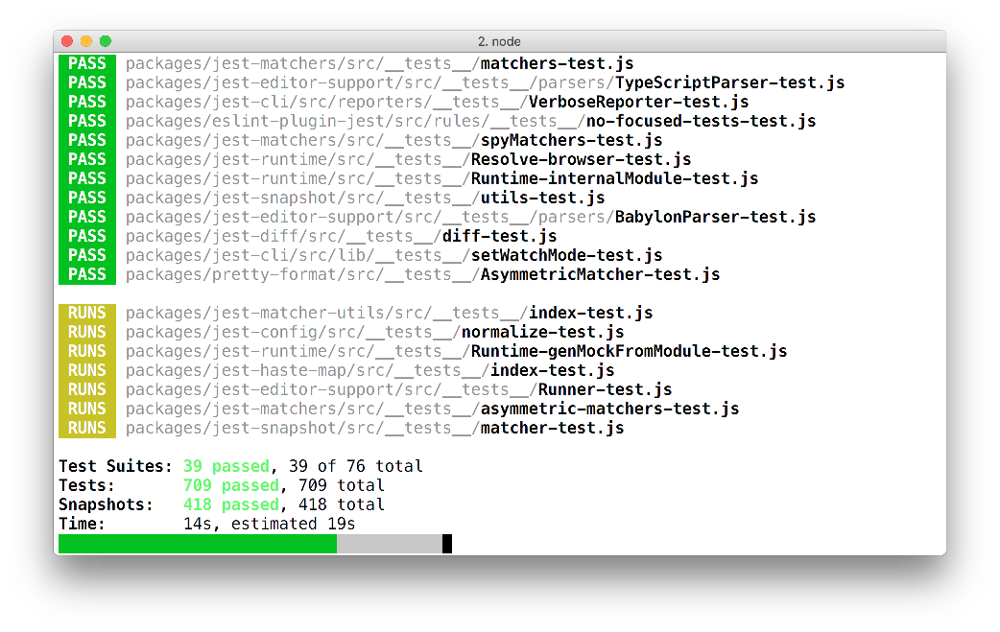 2. node
PASS packages/jest-matchers/src/__tests__/matchers-test.js
PASS packages/jest-editor-support/src/__tests__/parsers/TypeScriptParser-test.js
PASS packages/jest-cli/src/reporters/__tests__/VerboseReporter-test.js
PASS packages/eslint-plugin-jest/src/rules/__tests__/no-focused-tests-test.js
PASS packages/jest-matchers/src/__tests__/spyMatchers-test.js
PASS packages/jest-runtime/src/__tests__/Resolve-browser-test.js
PASS packages/jest-runtime/src/__tests__/Runtime-internalModule-test.js
PASS packages/jest-snapshot/src/__tests__/utils-test.js
PASS packages/jest-editor-support/src/__tests__/parsers/BabylonParser-test.js
PASS packages/jest-diff/src/__tests__/diff-test.js
PASS packages/jest-cli/src/lib/__tests__/setWatchMode-test.js
PASS packages/pretty-format/src/__tests__/AsymmetricMatcher-test.js
RUNS packages/jest-matcher-utils/src/__tests__/index-test.js
RUNS packages/jest-config/src/__tests__/normalize-test.js
RUNS packages/jest-runtime/src/__tests__/Runtime-genMockFromModule-test.js
RUNS packages/jest-haste-map/src/__tests__/index-test.js
RUNS packages/jest-editor-support/src/__tests__/Runner-test.js
RUNS packages/jest-matchers/src/__tests__/asymmetric-matchers-test.js
RUNS packages/jest-snapshot/src/__tests__/matcher-test.js
Test Suites: 39 passed, 39 of 76 total
Tests: 709 passed, 709 total
Snapshots: 418 passed, 418 total
Time: 14s, estimated 19s